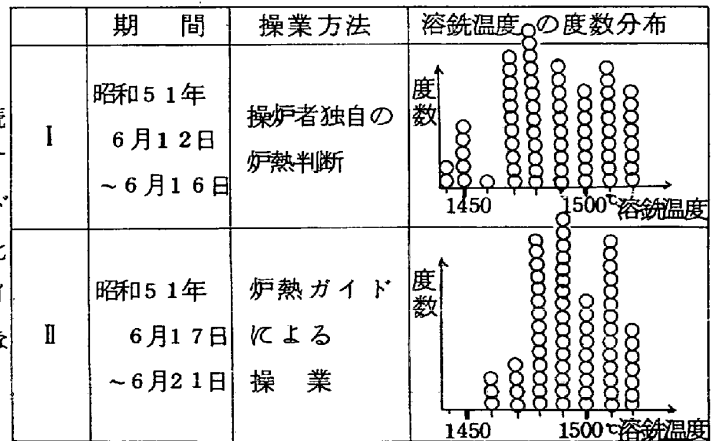 期間 操業方法 溶銑温度の度数分布
I
昭和51年
6月12日
~6月16日
操炉者独自の
炉熱判断
度数
1450 1500℃ 溶銑温度
II
昭和51年
6月17日
~6月21日
炉熱ガイド
による
操業
度数
1450 1500℃ 溶銑温度